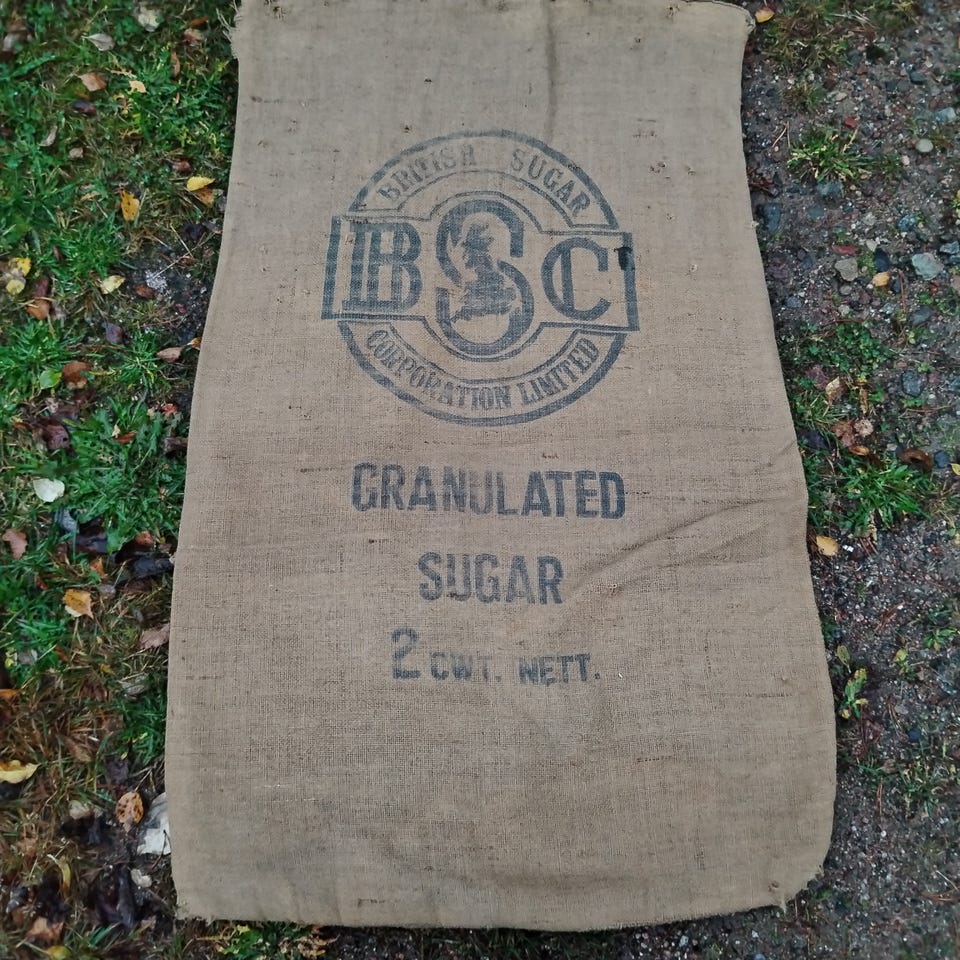 BRITISH SUGAR
BSC
CORPORATION LIMITED
GRANULATED
SUGAR
2 CWT. NETT.